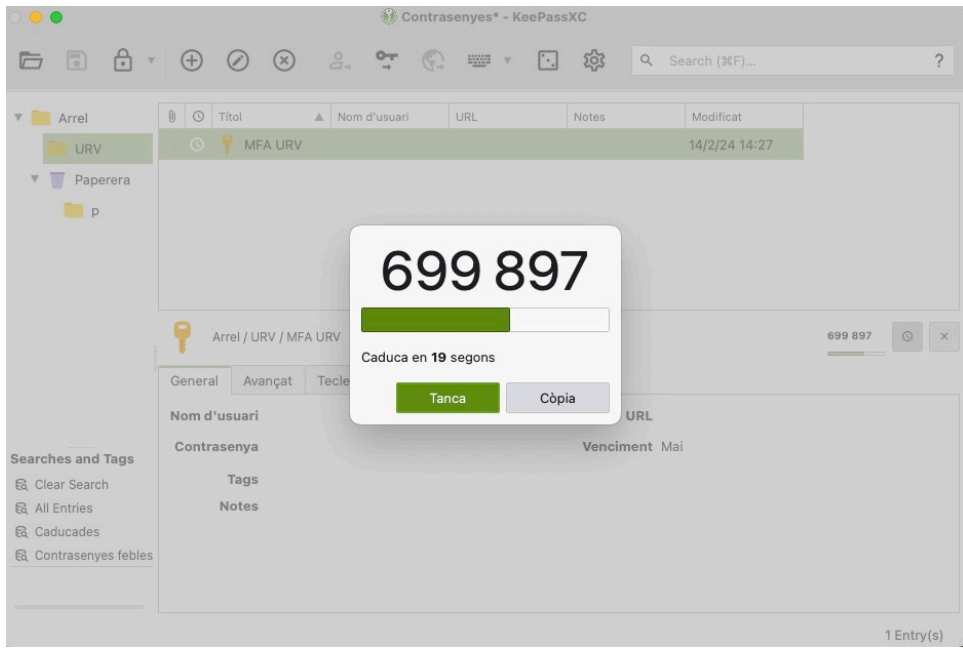 Contrasenyes* - KeePassXC
Search (⌘F)...
?
Arrel
URV
Paperera
p
Títol
Nom d'usuari
URL
Notes
Modificat
MFA URV
14/2/24 14:27
699 897
Caduca en 19 segons
Tanca
Còpia
Arrel / URV / MFA URV
699 897
General
Avançat
Tecle
Nom d'usuari
URL
Contrasenya
Venciment Mai
Tags
Notes
Searches and Tags
Clear Search
All Entries
Caducades
Contrasenyes febles
1 Entry(s)